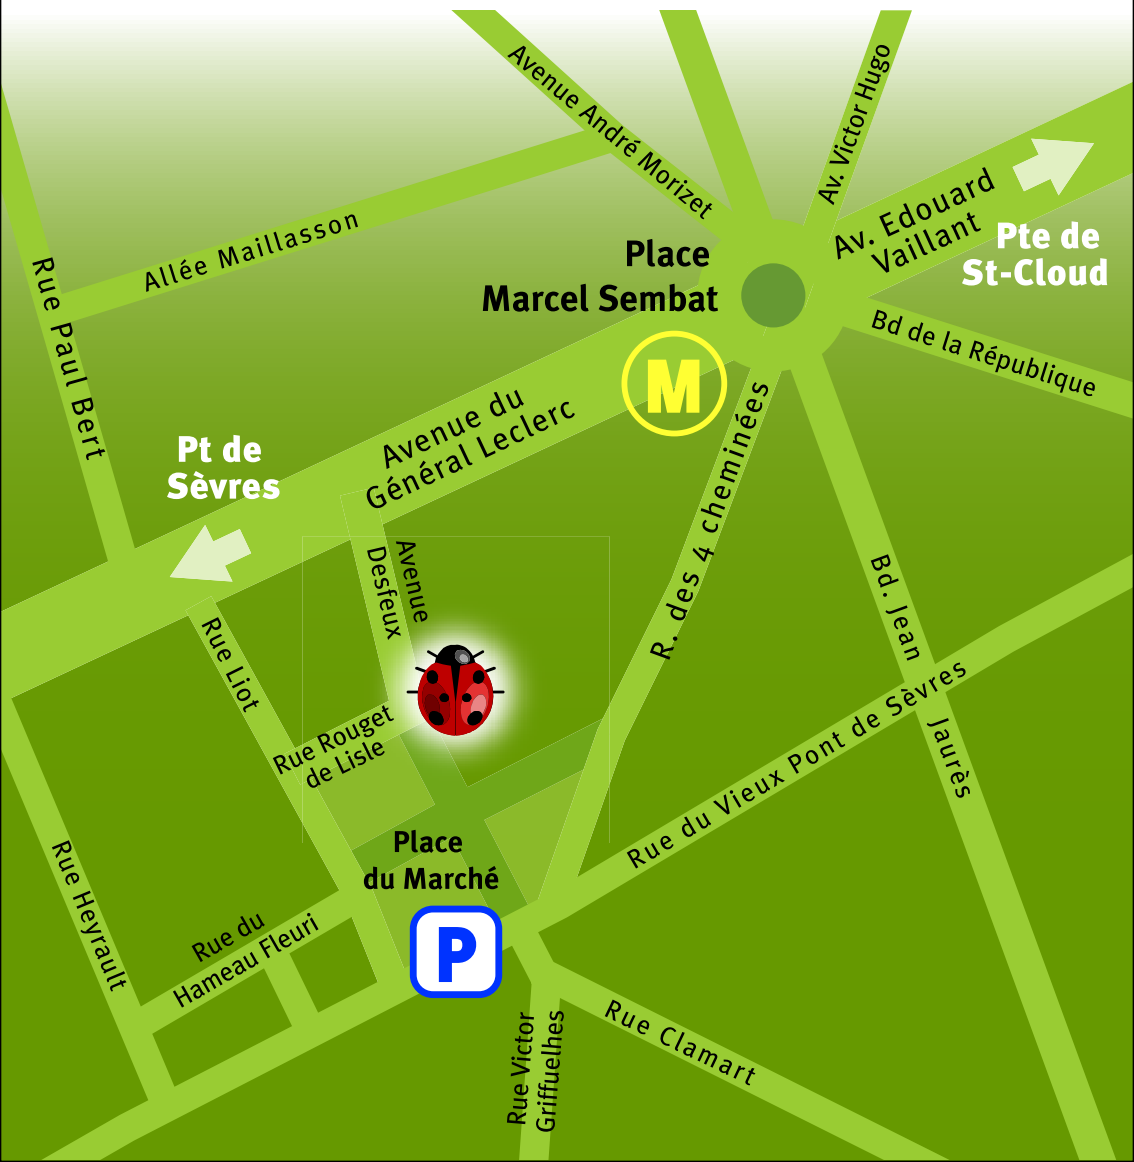 Avenue André Morizet
Av. Victor Hugo
Allée Maillasson
Av. Edouard
Vaillant
Pte de
St-Cloud
Place
Marcel Sembat
M
Bd de la République
Rue Paul Bert
Avenue du
Général Leclerc
Pt de
Sèvres
R. des 4 cheminées
Avenue
Desfeux
Rue Liot
Bd. Jean
Jaurès
Rue Rouget
de Lisle
Rue du Vieux Pont de Sèvres
Place
du Marché
P
Rue Heyrault
Rue du
Hameau Fleuri
Rue Victor
Griffuelhes
Rue Clamart